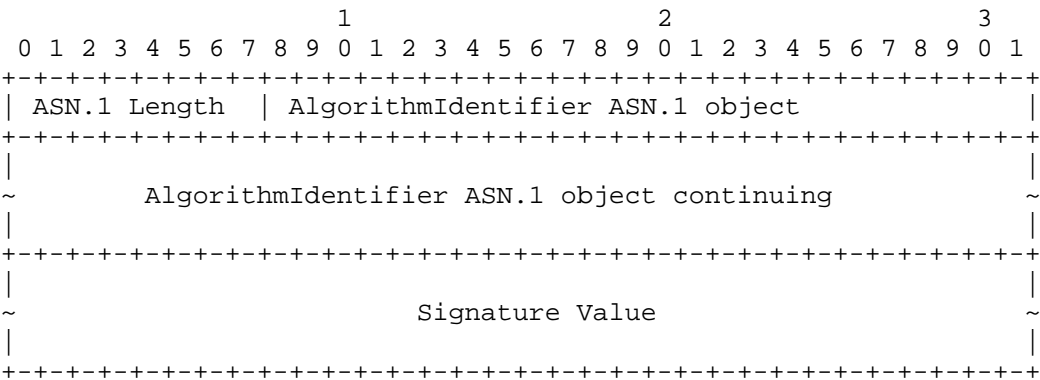 1                   2                   3
 0 1 2 3 4 5 6 7 8 9 0 1 2 3 4 5 6 7 8 9 0 1 2 3 4 5 6 7 8 9 0 1
+-+-+-+-+-+-+-+-+-+-+-+-+-+-+-+-+-+-+-+-+-+-+-+-+-+-+-+-+-+-+-+-+
| ASN.1 Length  | AlgorithmIdentifier ASN.1 object              |
+-+-+-+-+-+-+-+-+-+-+-+-+-+-+-+-+-+-+-+-+-+-+-+-+-+-+-+-+-+-+-+-+
|                                                               |
~        AlgorithmIdentifier ASN.1 object continuing            ~
|                                                               |
+-+-+-+-+-+-+-+-+-+-+-+-+-+-+-+-+-+-+-+-+-+-+-+-+-+-+-+-+-+-+-+-+
|                                                               |
~                         Signature Value                       ~
|                                                               |
+-+-+-+-+-+-+-+-+-+-+-+-+-+-+-+-+-+-+-+-+-+-+-+-+-+-+-+-+-+-+-+-+